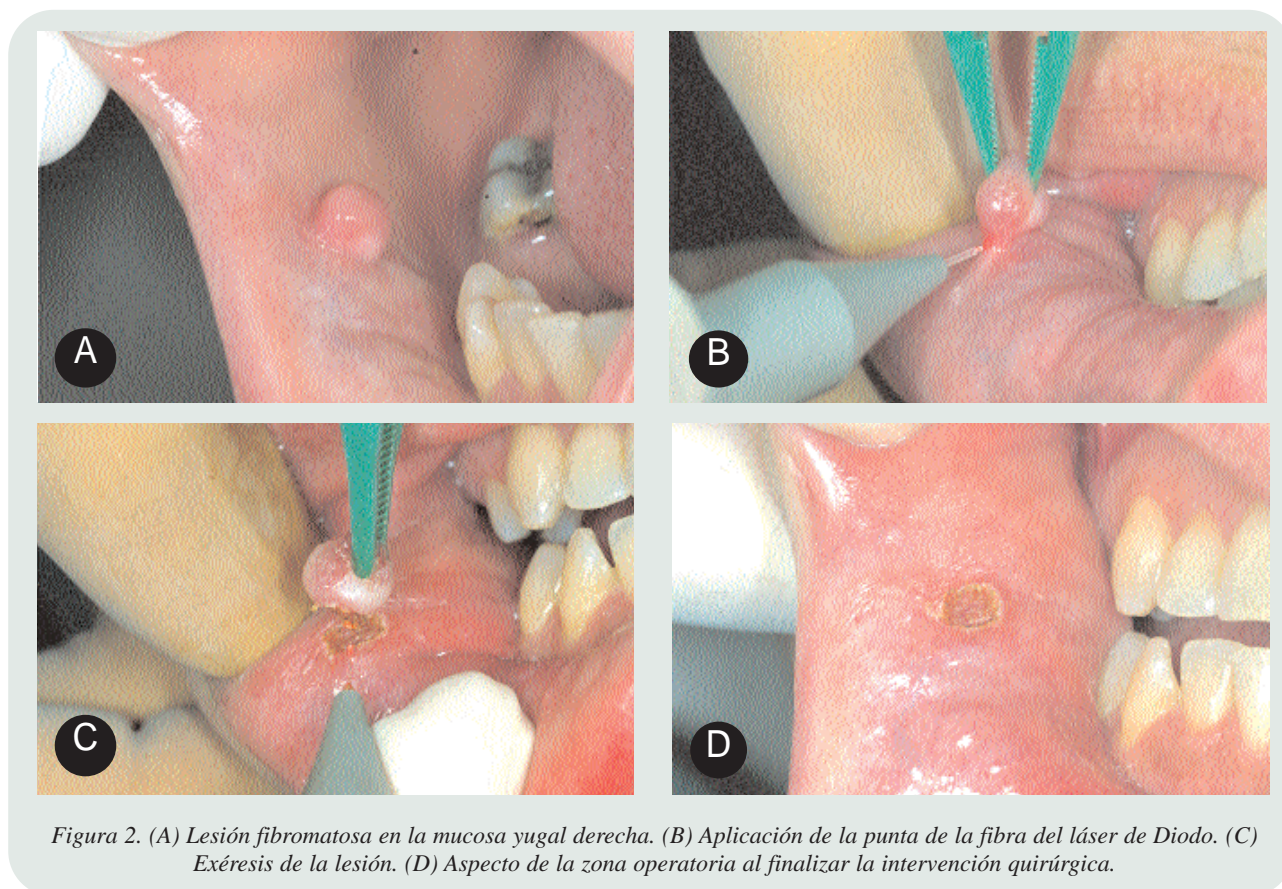 A
B
C
D
Figura 2. (A) Lesión fibromatosa en la mucosa yugal derecha. (B) Aplicación de la punta de la fibra del láser de Diodo. (C)
Exéresis de la lesión. (D) Aspecto de la zona operatoria al finalizar la intervención quirúrgica.